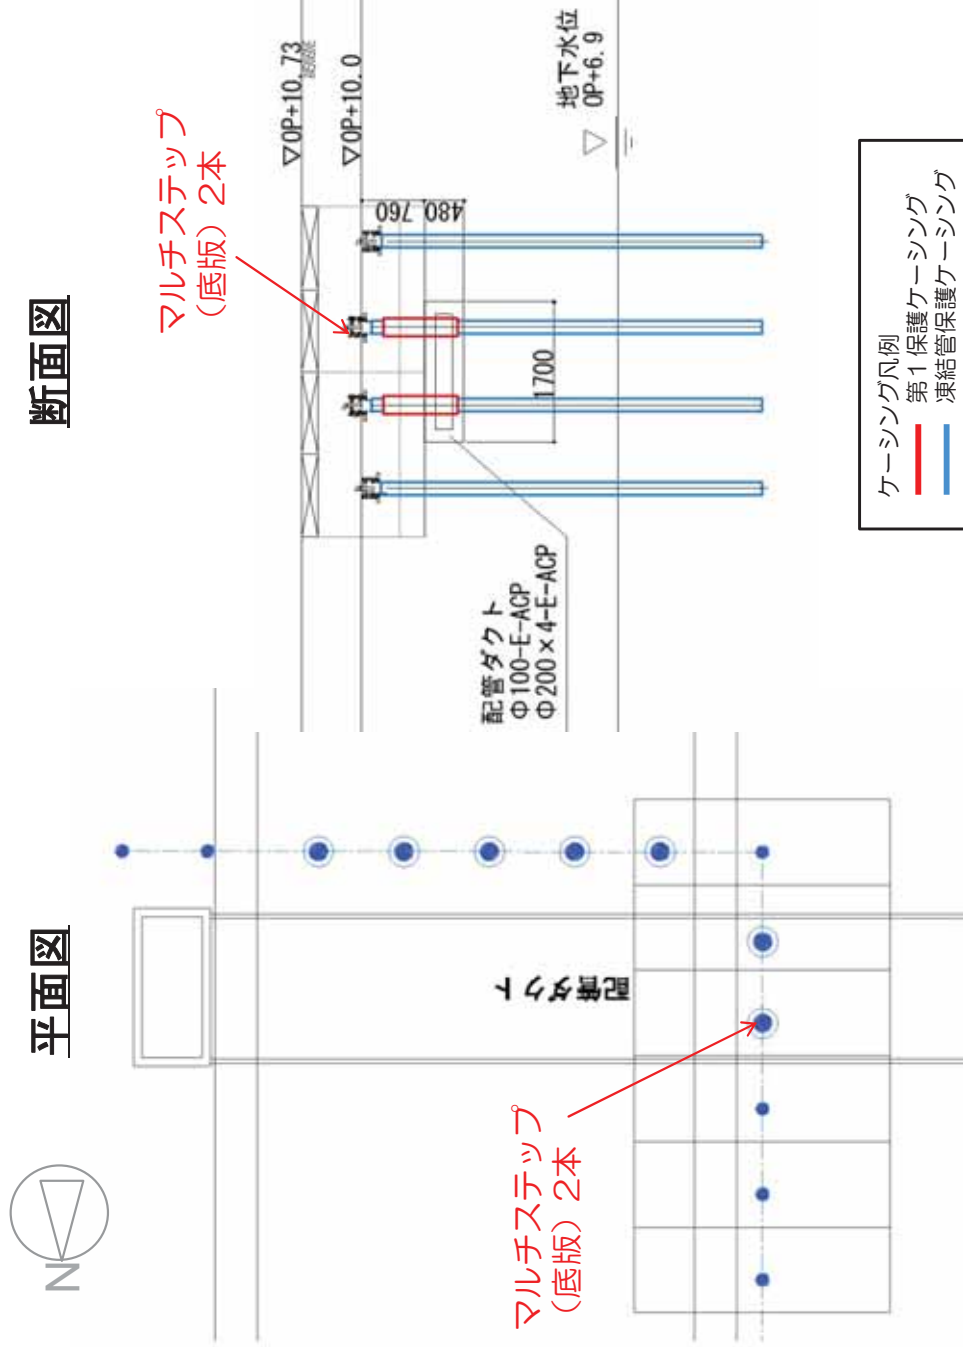 平面図
N
配管ダクト
マルチステップ
(底版) 2本
断面図
マルチステップ
(底版) 2本
▽OP+10.73
▽OP+10.0
760
480
1700
地下水位
▽ OP+6.9
配管ダクト
Φ100-E-ACP
Φ200×4-E-ACP
ケーシング凡例
第1保護ケーシング
凍結管保護ケーシング